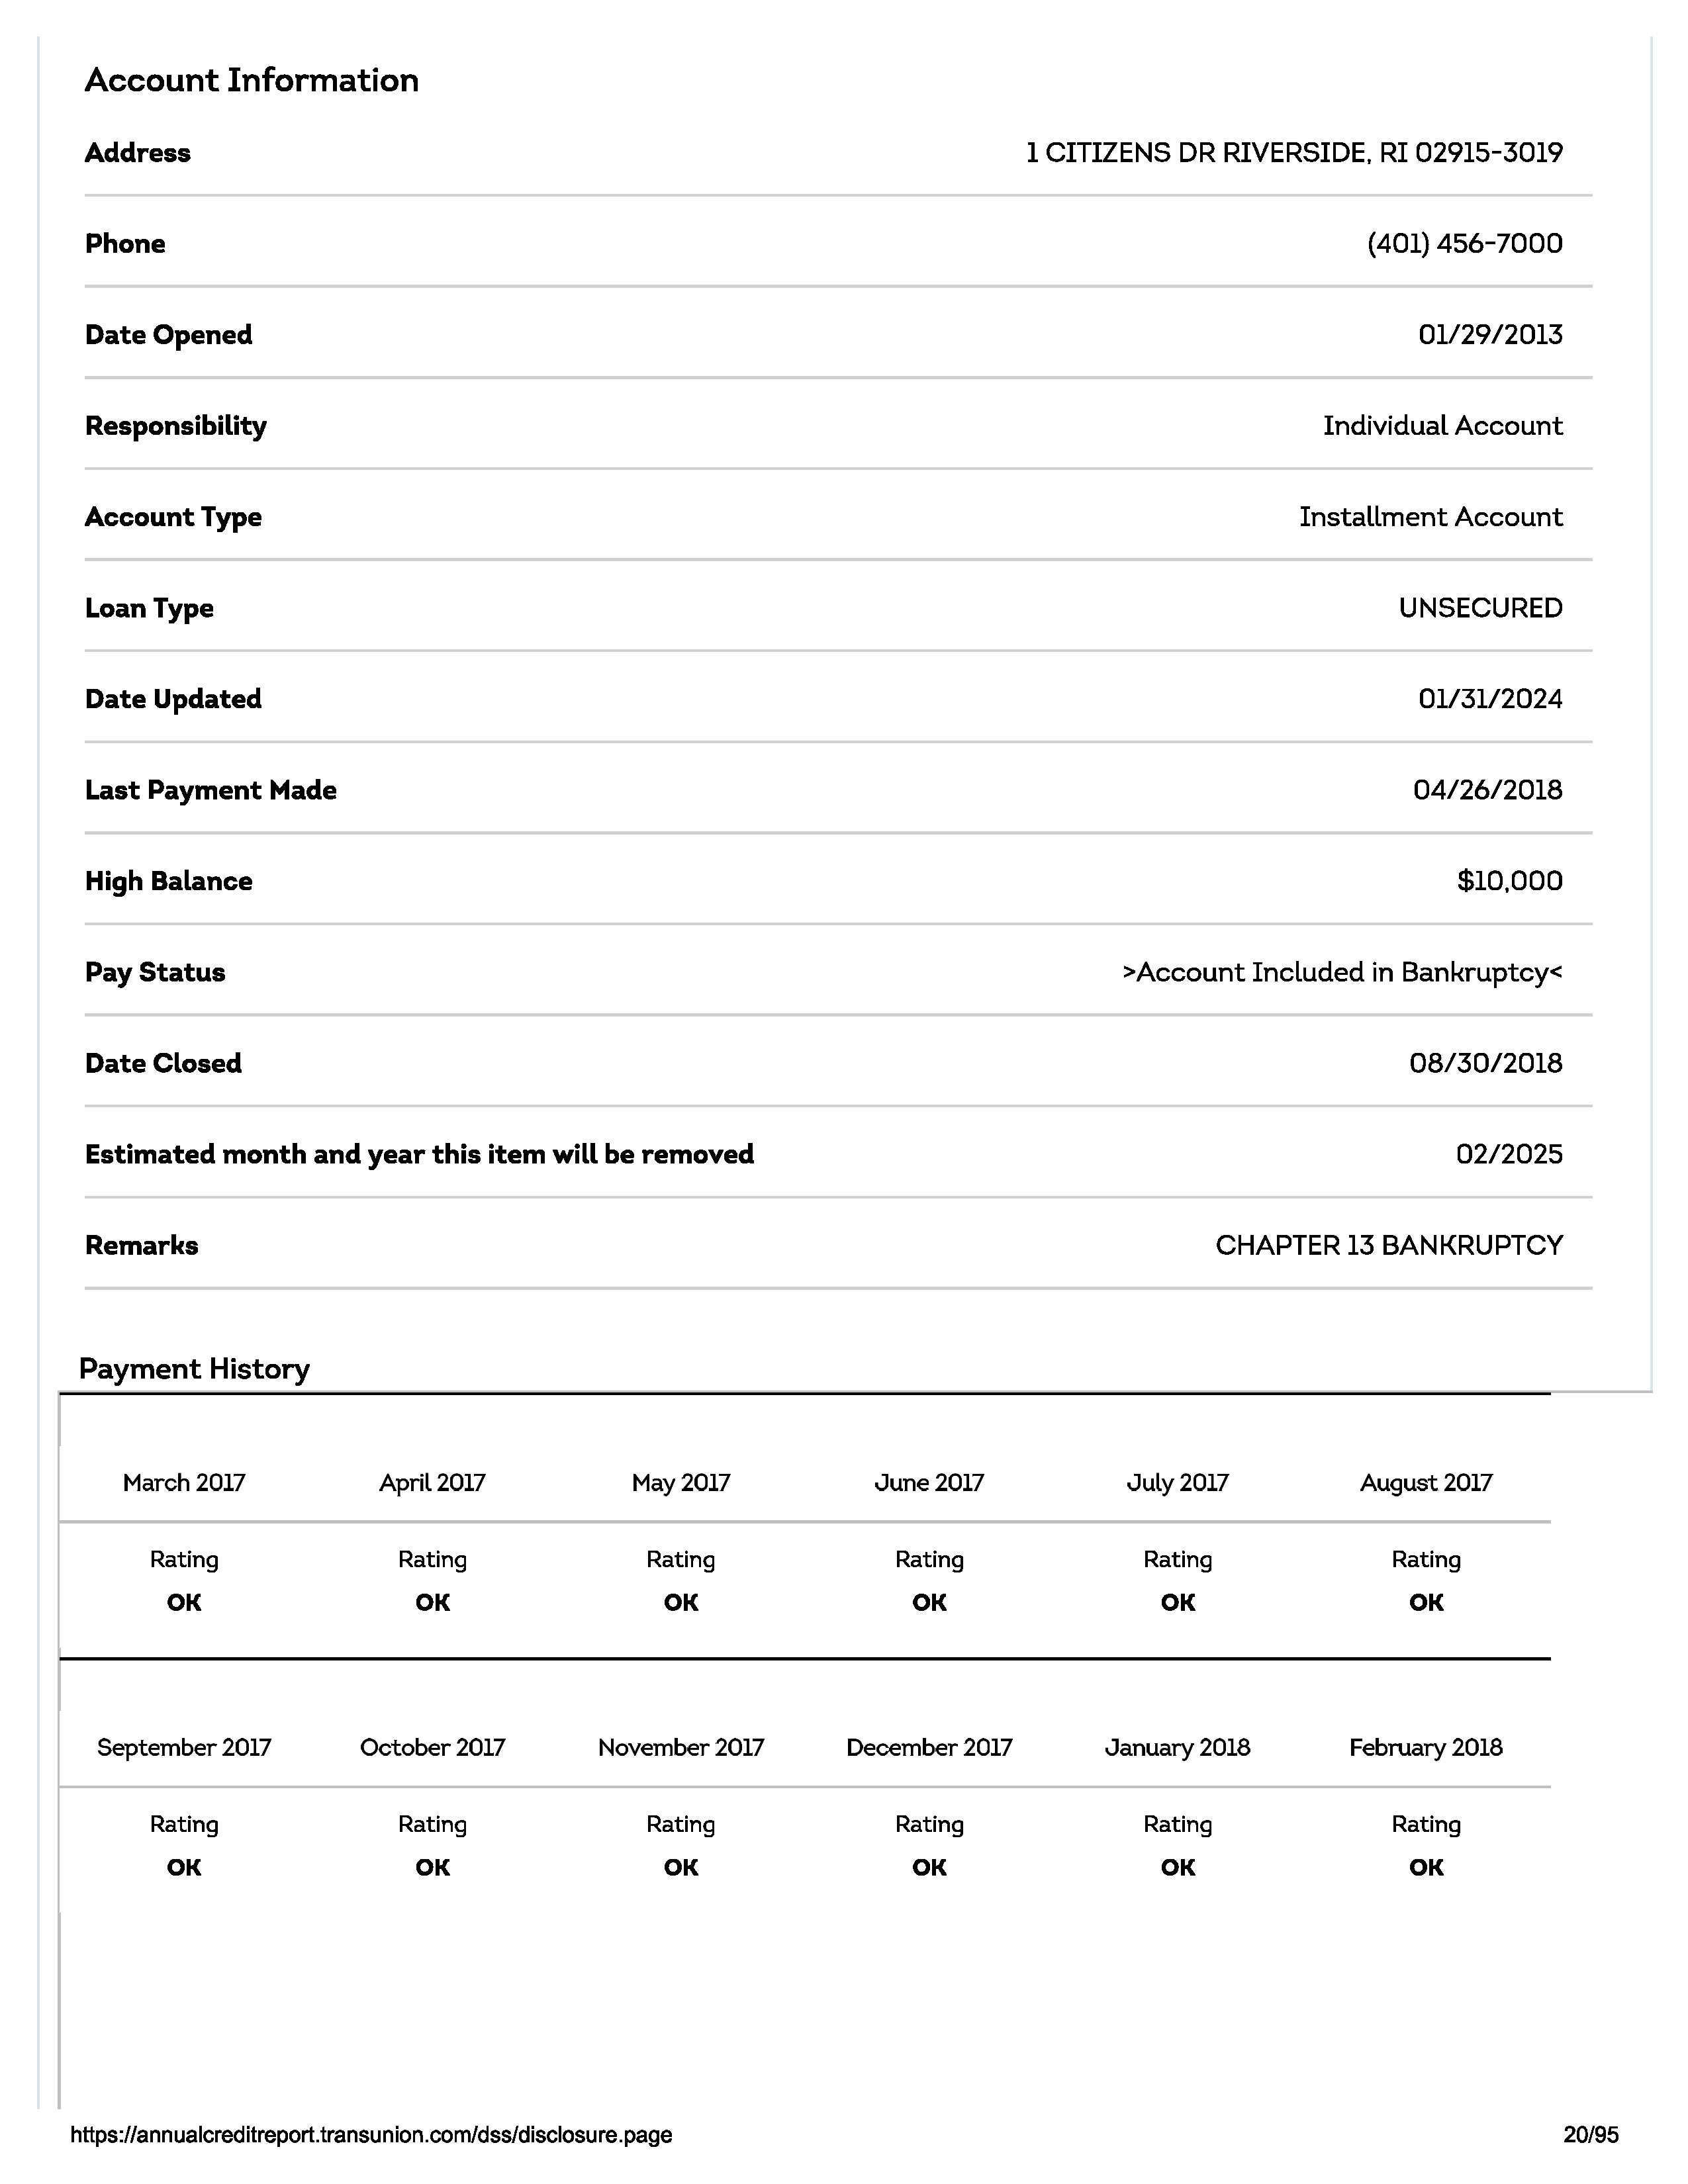 Account Information
Address 1 CITIZENS DR RIVERSIDE, RI 02915-3019
Phone (401) 456-7000
Date Opened 01/29/2013
Responsibility Individual Account
Account Type Installment Account
Loan Type UNSECURED
Date Updated 01/31/2024
Last Payment Made 04/26/2018
High Balance $10,000
Pay Status >Account Included in Bankruptcy<
Date Closed 08/30/2018
Estimated month and year this item will be removed 02/2025
Remarks CHAPTER 13 BANKRUPTCY
Payment History
March 2017 April 2017 May 2017 June 2017 July 2017 August 2017
Rating Rating Rating Rating Rating Rating
OK OK OK OK OK OK
September 2017 October 2017 November 2017 December 2017 January 2018 February 2018
Rating Rating Rating Rating Rating Rating
OK OK OK OK OK OK
https://annualcreditreport.transunion.com/dss/disclosure.page 20/95